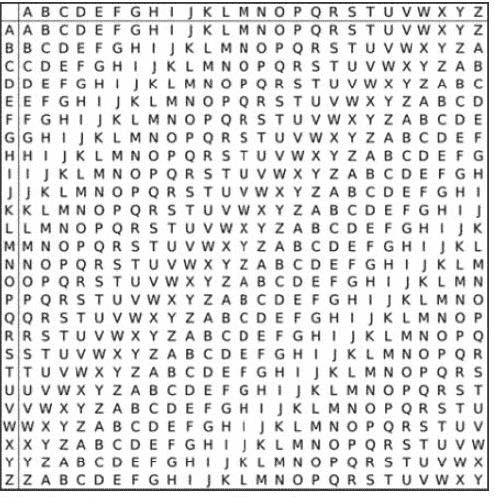 A B C D E F G H I J K L M N O P Q R S T U V W X Y Z
A A B C D E F G H I J K L M N O P Q R S T U V W X Y Z
B B C D E F G H I J K L M N O P Q R S T U V W X Y Z A
C C D E F G H I J K L M N O P Q R S T U V W X Y Z A B
D D E F G H I J K L M N O P Q R S T U V W X Y Z A B C
E E F G H I J K L M N O P Q R S T U V W X Y Z A B C D
F F G H I J K L M N O P Q R S T U V W X Y Z A B C D E
G G H I J K L M N O P Q R S T U V W X Y Z A B C D E F
H H I J K L M N O P Q R S T U V W X Y Z A B C D E F G
I I J K L M N O P Q R S T U V W X Y Z A B C D E F G H
J J K L M N O P Q R S T U V W X Y Z A B C D E F G H I
K K L M N O P Q R S T U V W X Y Z A B C D E F G H I J
L L M N O P Q R S T U V W X Y Z A B C D E F G H I J K
M M N O P Q R S T U V W X Y Z A B C D E F G H I J K L
N N O P Q R S T U V W X Y Z A B C D E F G H I J K L M
O O P Q R S T U V W X Y Z A B C D E F G H I J K L M N
P P Q R S T U V W X Y Z A B C D E F G H I J K L M N O
Q Q R S T U V W X Y Z A B C D E F G H I J K L M N O P
R R S T U V W X Y Z A B C D E F G H I J K L M N O P Q
S S T U V W X Y Z A B C D E F G H I J K L M N O P Q R
T T U V W X Y Z A B C D E F G H I J K L M N O P Q R S
U U V W X Y Z A B C D E F G H I J K L M N O P Q R S T
V V W X Y Z A B C D E F G H I J K L M N O P Q R S T U
W W X Y Z A B C D E F G H I J K L M N O P Q R S T U V
X X Y Z A B C D E F G H I J K L M N O P Q R S T U V W
Y Y Z A B C D E F G H I J K L M N O P Q R S T U V W X
Z Z A B C D E F G H I J K L M N O P Q R S T U V W X Y